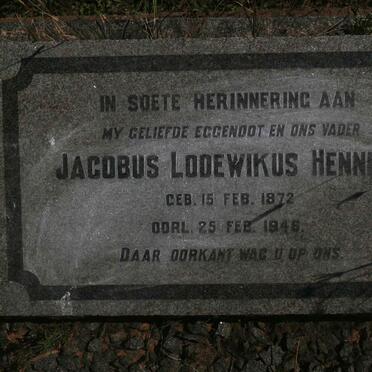 IN SOETE HERINNERING AAN
MY GELIEFDE EGGENOOT EN ONS VADER
JACOBUS LODEWIKUS HENN
GEB. 15 FEB. 1872
OORL. 25 FEB. 1946.
DAAR OORKANT WAG U OP ONS.